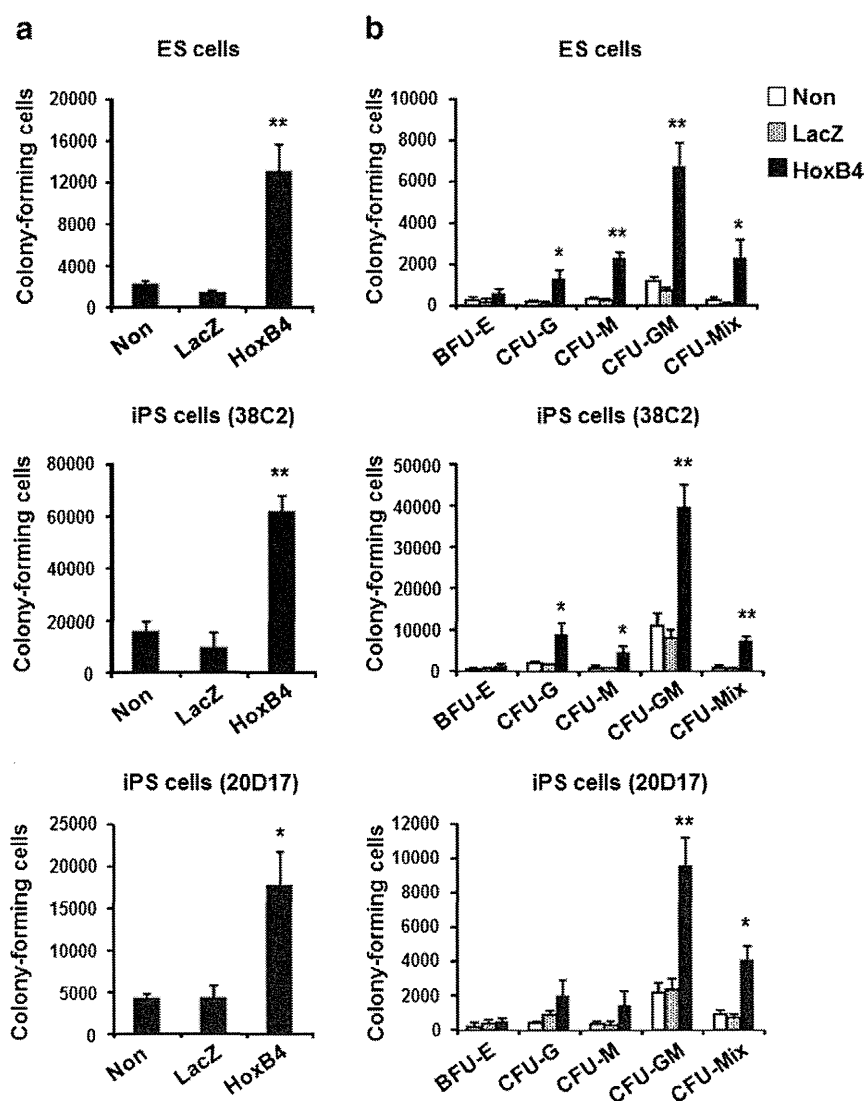 a
ES cells
Colony-forming cells
20000
16000
12000
8000
4000
0
**
Non
LacZ
HoxB4
b
ES cells
Colony-forming cells
10000
8000
6000
4000
2000
0
*
**
**
*
BFU-E
CFU-G
CFU-M
CFU-GM
CFU-Mix
Non
LacZ
HoxB4
iPS cells (38C2)
Colony-forming cells
80000
60000
40000
20000
0
**
Non
LacZ
HoxB4
iPS cells (38C2)
Colony-forming cells
50000
40000
30000
20000
10000
0
*
*
**
**
BFU-E
CFU-G
CFU-M
CFU-GM
CFU-Mix
iPS cells (20D17)
Colony-forming cells
25000
20000
15000
10000
5000
0
*
Non
LacZ
HoxB4
iPS cells (20D17)
Colony-forming cells
12000
10000
8000
6000
4000
2000
0
**
*
BFU-E
CFU-G
CFU-M
CFU-GM
CFU-Mix